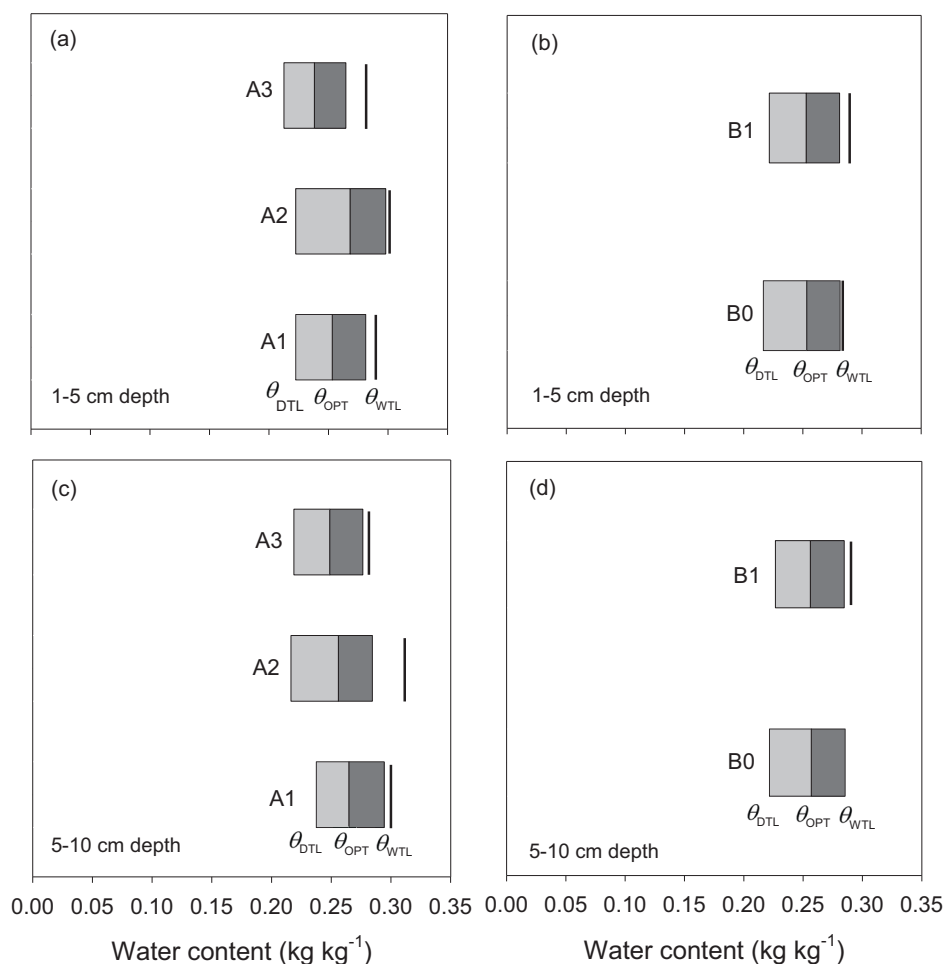 (a)
A3
A2
A1
θDTL θOPT θWTL
1-5 cm depth
(b)
B1
B0
θDTL θOPT θWTL
1-5 cm depth
(c)
A3
A2
A1
θDTL θOPT θWTL
5-10 cm depth
0.00 0.05 0.10 0.15 0.20 0.25 0.30 0.35
Water content (kg kg⁻¹)
(d)
B1
B0
θDTL θOPT θWTL
5-10 cm depth
0.00 0.05 0.10 0.15 0.20 0.25 0.30 0.35
Water content (kg kg⁻¹)